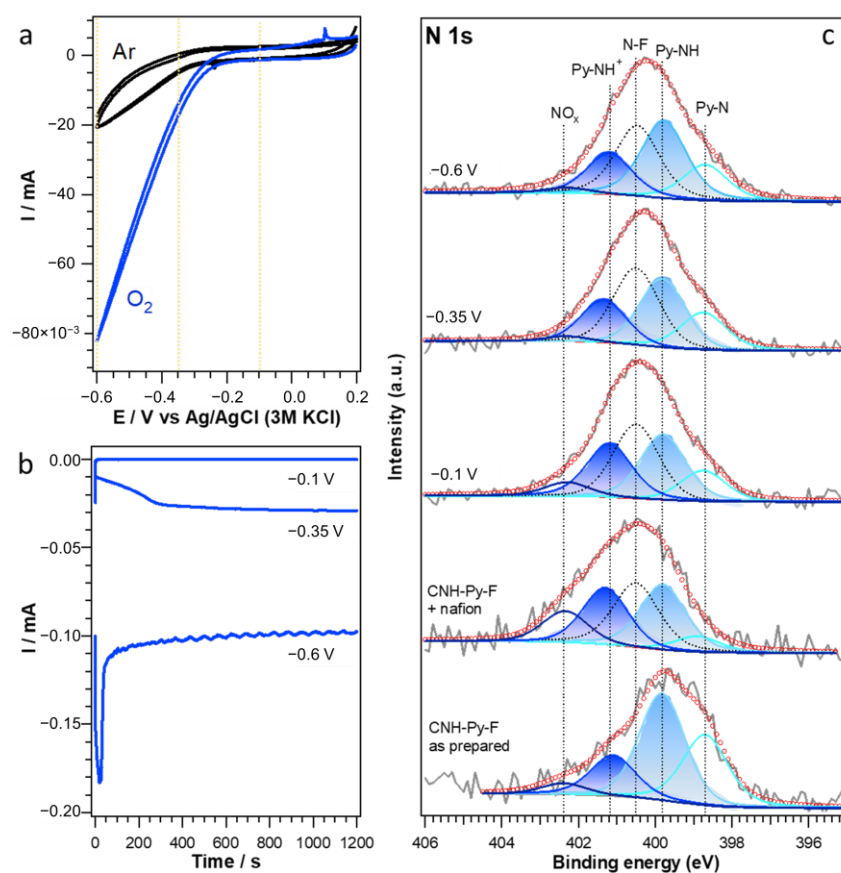 a
Ar
O₂
0
−20
−40
−60
−80×10⁻³
I / mA
−0.6
−0.4
−0.2
0.0
0.2
E / V vs Ag/AgCl (3M KCl)
b
0.00
−0.05
−0.10
−0.15
−0.20
I / mA
−0.1 V
−0.35 V
−0.6 V
0
400
800
1200
Time / s
N 1s
c
NOₓ
Py-NH⁺
N-F
Py-NH
Py-N
−0.6 V
−0.35 V
−0.1 V
CNH-Py-F
+ nafion
CNH-Py-F
as prepared
Intensity (a.u.)
406
404
402
400
398
396
Binding energy (eV)